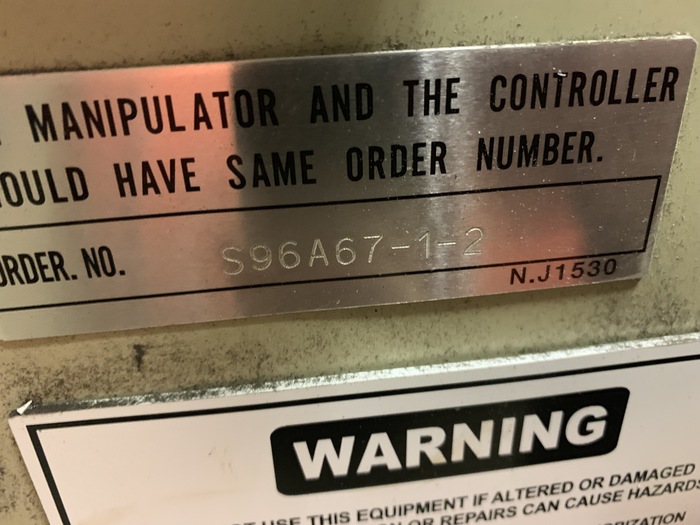 MANIPULATOR AND THE CONTROLLER
HAVE SAME ORDER NUMBER.
ORDER. NO. S96A67-1-2
N.J1530
WARNING
USE THIS EQUIPMENT IF ALTERED OR DAMAGED
OR REPAIRS CAN CAUSE HAZARDS